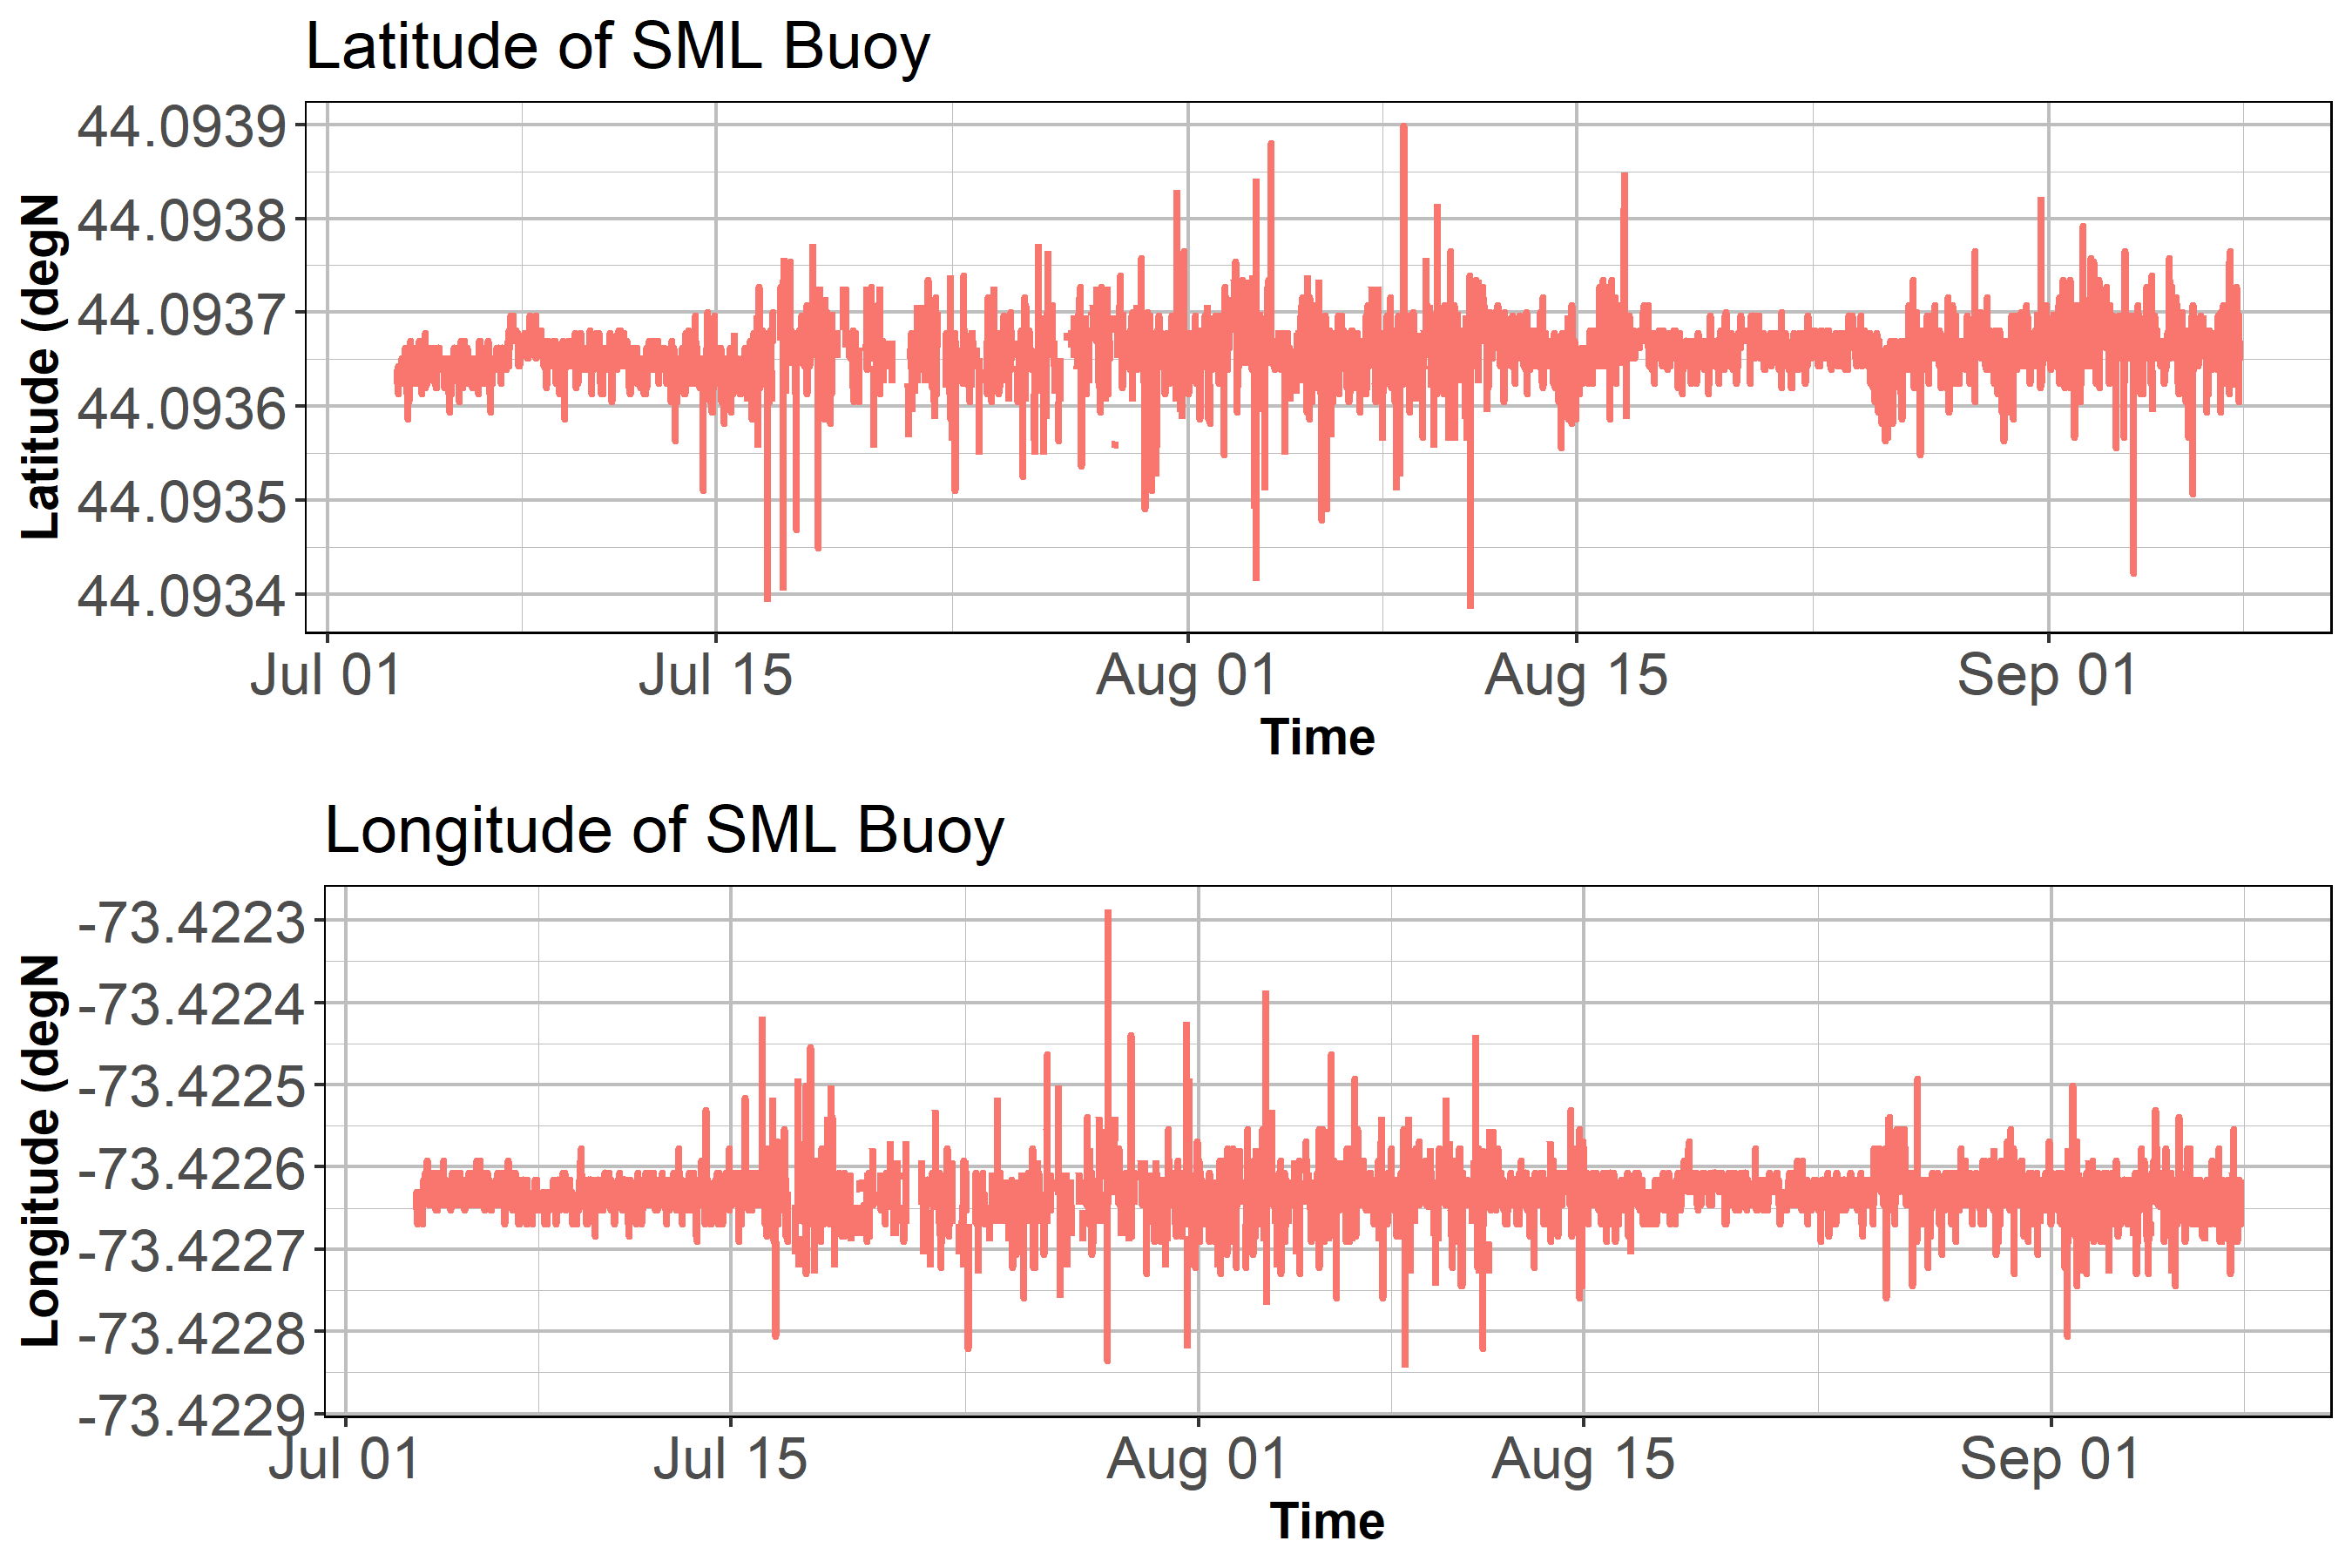 Latitude of SML Buoy
Latitude (degN
44.0939
44.0938
44.0937
44.0936
44.0935
44.0934
Jul 01 Jul 15 Aug 01 Aug 15 Sep 01
Time
Longitude of SML Buoy
Longitude (degN
-73.4223
-73.4224
-73.4225
-73.4226
-73.4227
-73.4228
-73.4229
Jul 01 Jul 15 Aug 01 Aug 15 Sep 01
Time